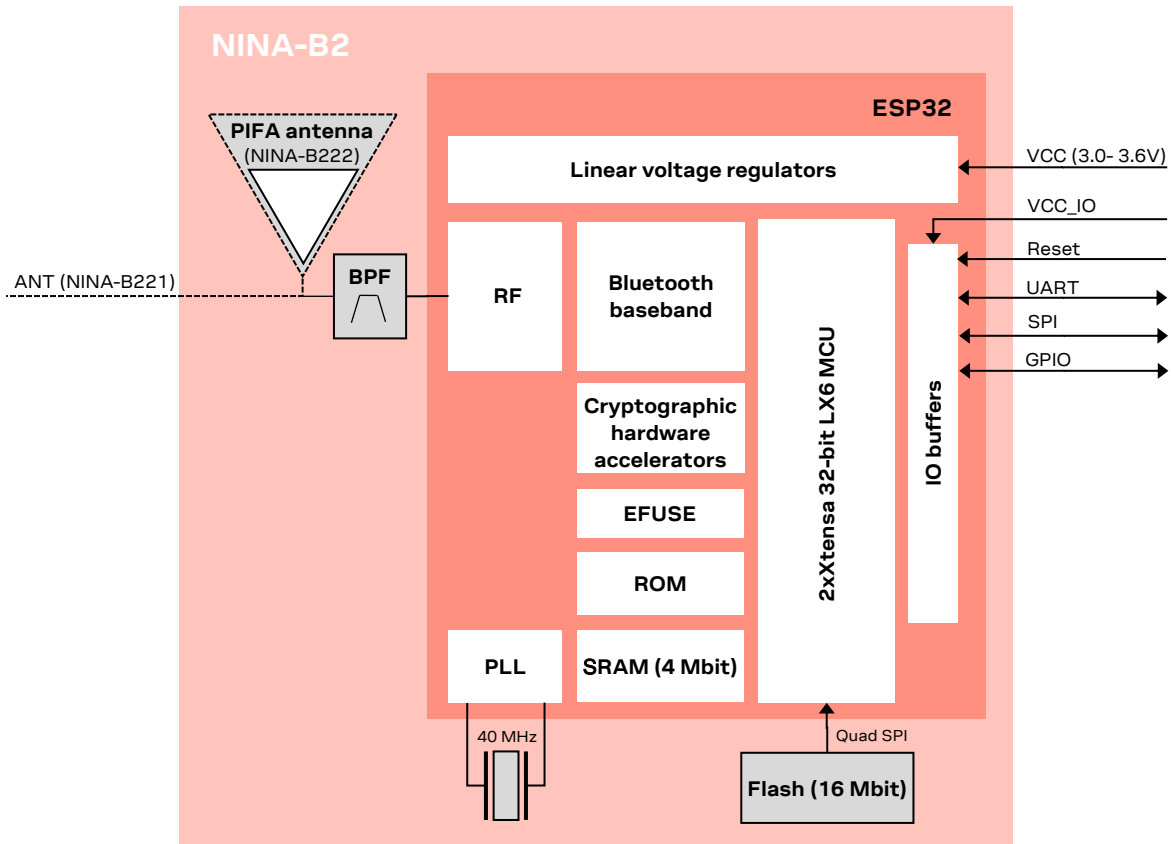 NINA-B2
ESP32
PIFA antenna
(NINA-B222)
Linear voltage regulators
VCC (3.0- 3.6V)
VCC_IO
Reset
UART
SPI
GPIO
ANT (NINA-B221)
BPF
RF
Bluetooth
baseband
Cryptographic
hardware
accelerators
EFUSE
ROM
SRAM (4 Mbit)
PLL
2xXtensa 32-bit LX6 MCU
IO buffers
40 MHz
Quad SPI
Flash (16 Mbit)